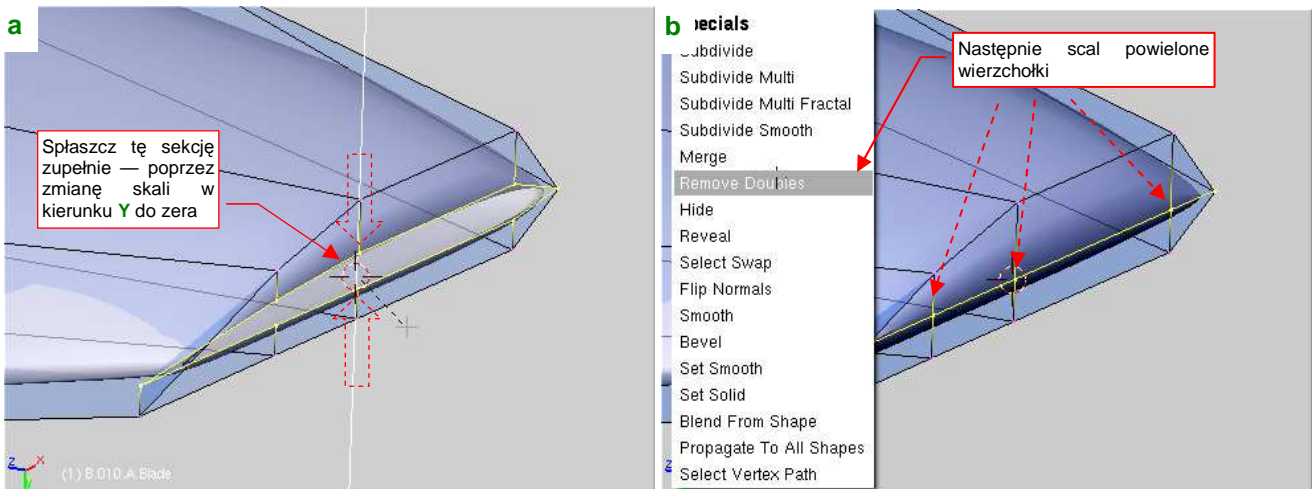 a
Spłaszcz tę sekcję
zupełnie — poprzez
zmianę skali w
kierunku Y do zera
z x
(1) B.010.A.Blade
b
pecials
Subdivide
Subdivide Multi
Subdivide Multi Fractal
Subdivide Smooth
Merge
Remove Doubles
Hide
Reveal
Select Swap
Flip Normals
Smooth
Bevel
Set Smooth
Set Solid
Blend From Shape
Propagate To All Shapes
Select Vertex Path
Następnie scal powielone
wierzchołki
z